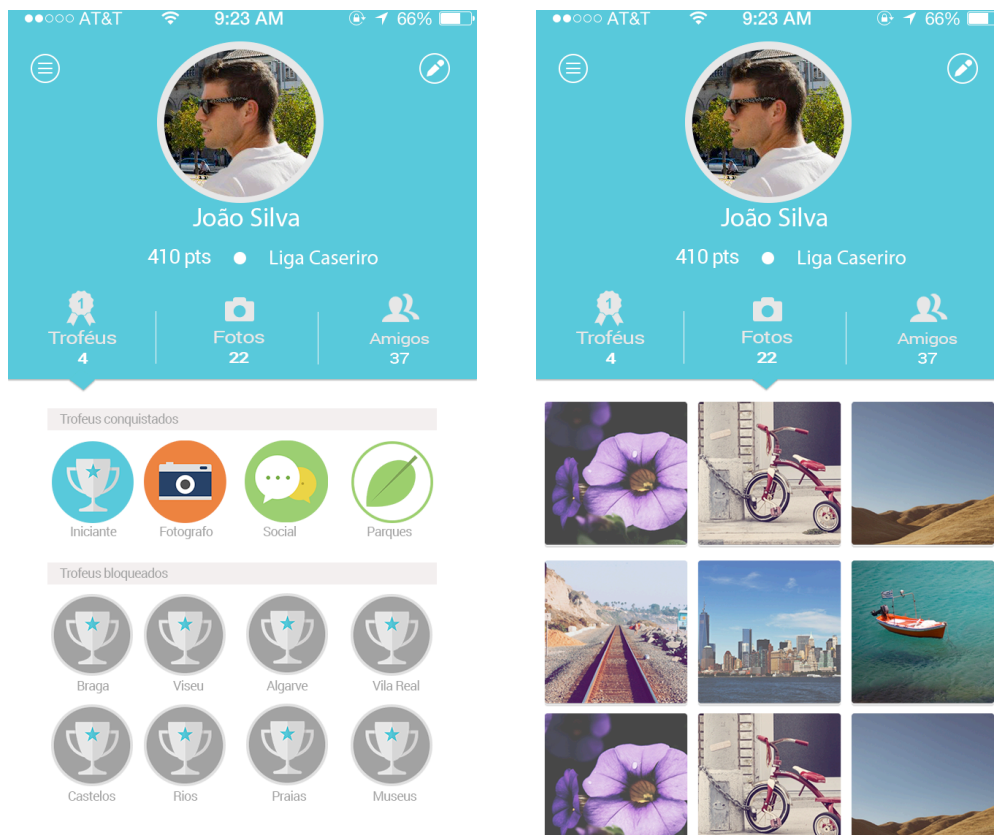 AT&T 9:23 AM 66%
João Silva
410 pts Liga Caseriro
1
Troféus Fotos Amigos
4 22 37
Trofeus conquistados
Iniciante Fotografo Social Parques
Trofeus bloqueados
Braga Viseu Algarve Vila Real
Castelos Rios Praias Museus
AT&T 9:23 AM 66%
João Silva
410 pts Liga Caseriro
1
Troféus Fotos Amigos
4 22 37